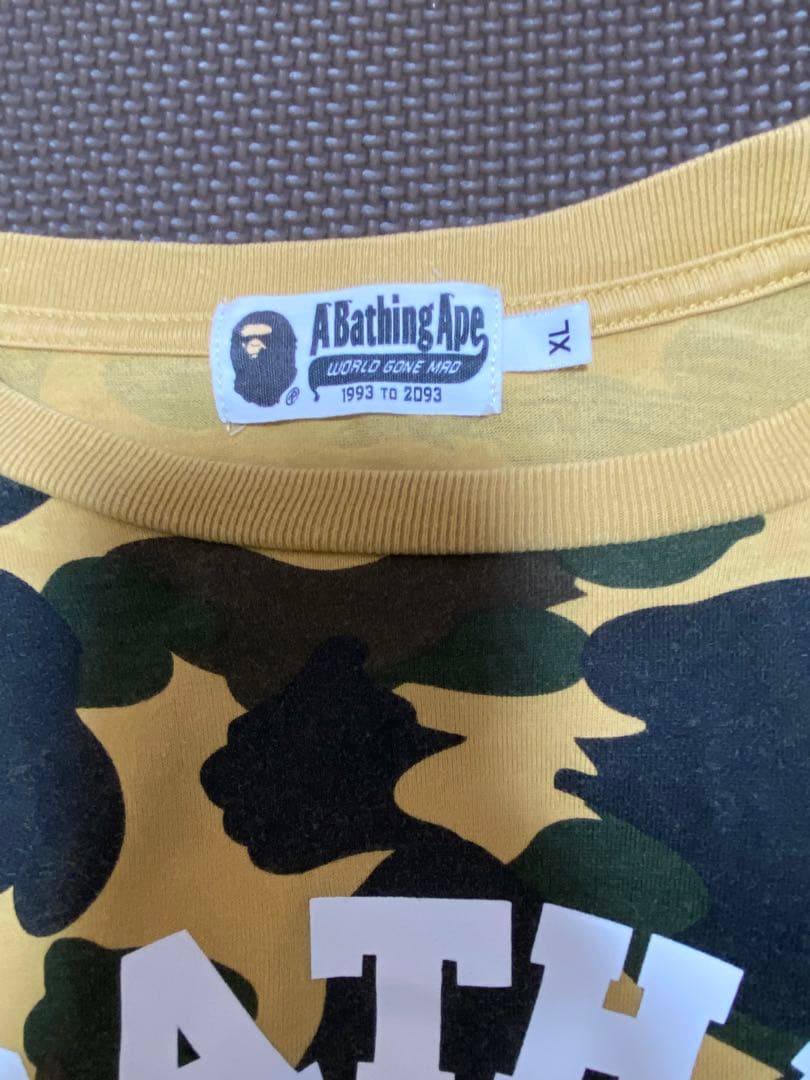 A Bathing Ape
WORLD GONE MAD
1993 TO 2093
XL
ATH